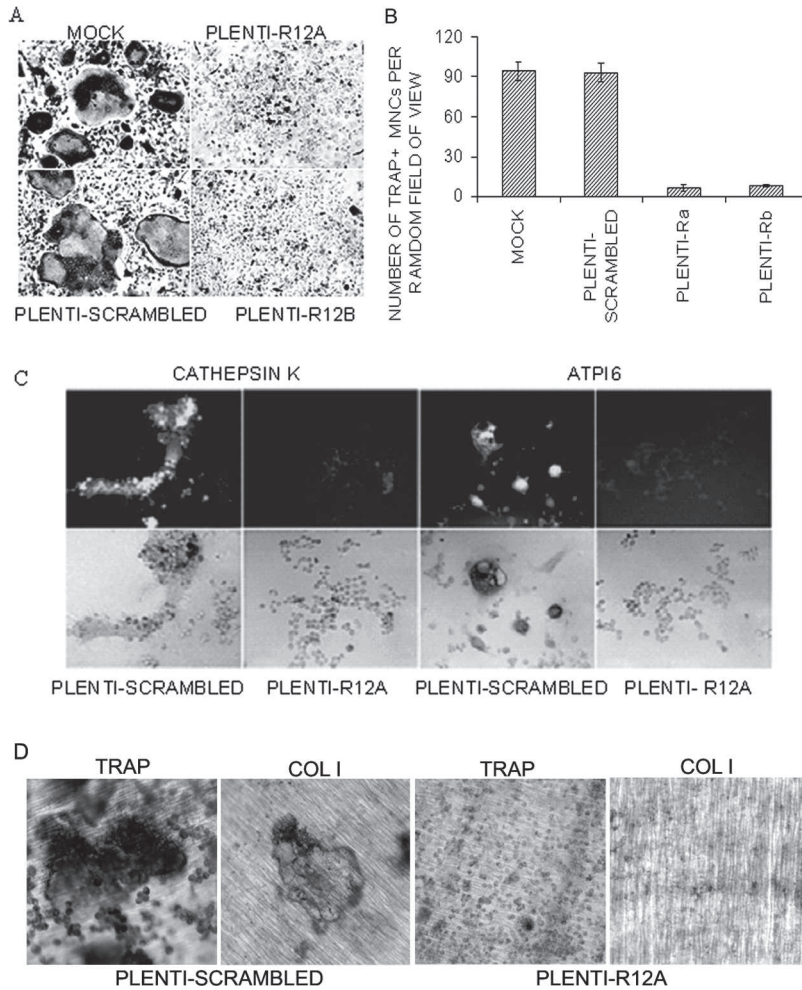 A
MOCK PLENTI-R12A
PLENTI-SCRAMBLED PLENTI-R12B
B
NUMBER OF TRAP+ MNCs PER
RAMDOM FIELD OF VIEW
120
90
60
30
0
MOCK
PLENTI-
SCRAMBLED
PLENTI-Ra
PLENTI-Rb
C
CATHEPSIN K ATPI6
PLENTI-SCRAMBLED PLENTI-R12A PLENTI-SCRAMBLED PLENTI- R12A
D
TRAP COL I TRAP COL I
PLENTI-SCRAMBLED PLENTI-R12A